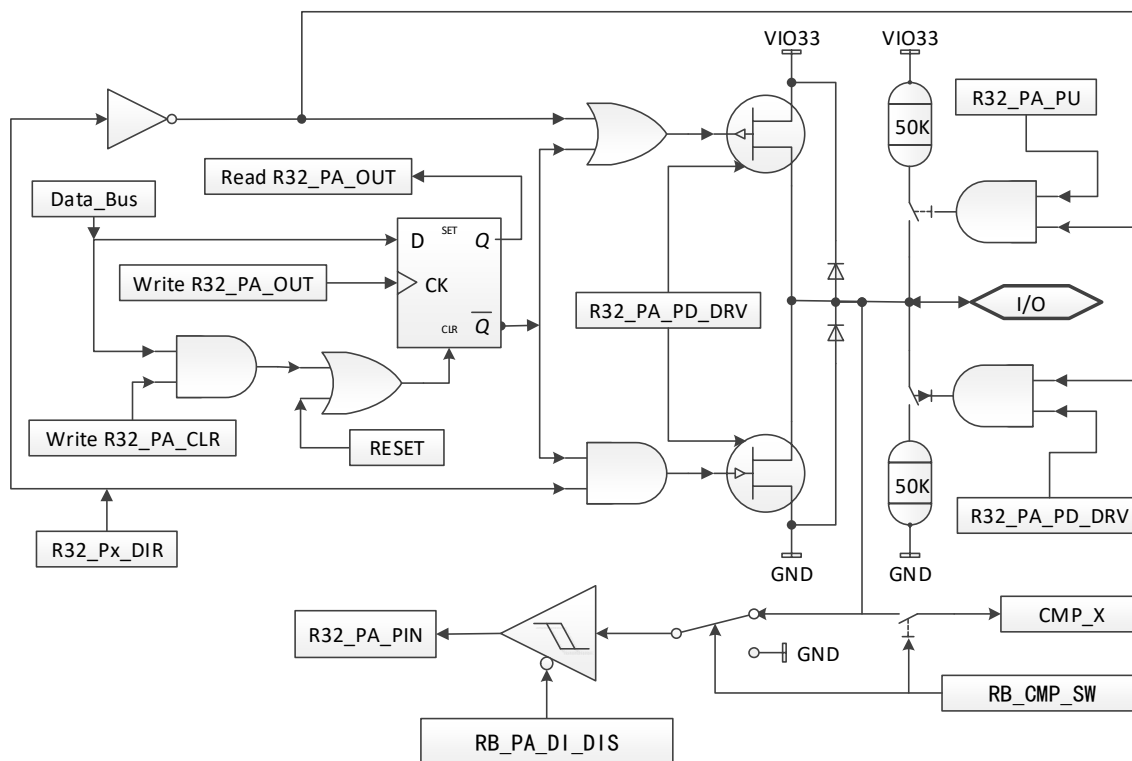 VIO33
VIO33
R32_PA_PU
50K
Read R32_PA_OUT
Data_Bus
D
SET
Q
Write R32_PA_OUT
CK
R32_PA_PD_DRV
I/O
CLR
Q
Write R32_PA_CLR
RESET
50K
R32_PA_PD_DRV
R32_Px_DIR
GND
GND
R32_PA_PIN
CMP_X
GND
RB_CMP_SW
RB_PA_DI_DIS